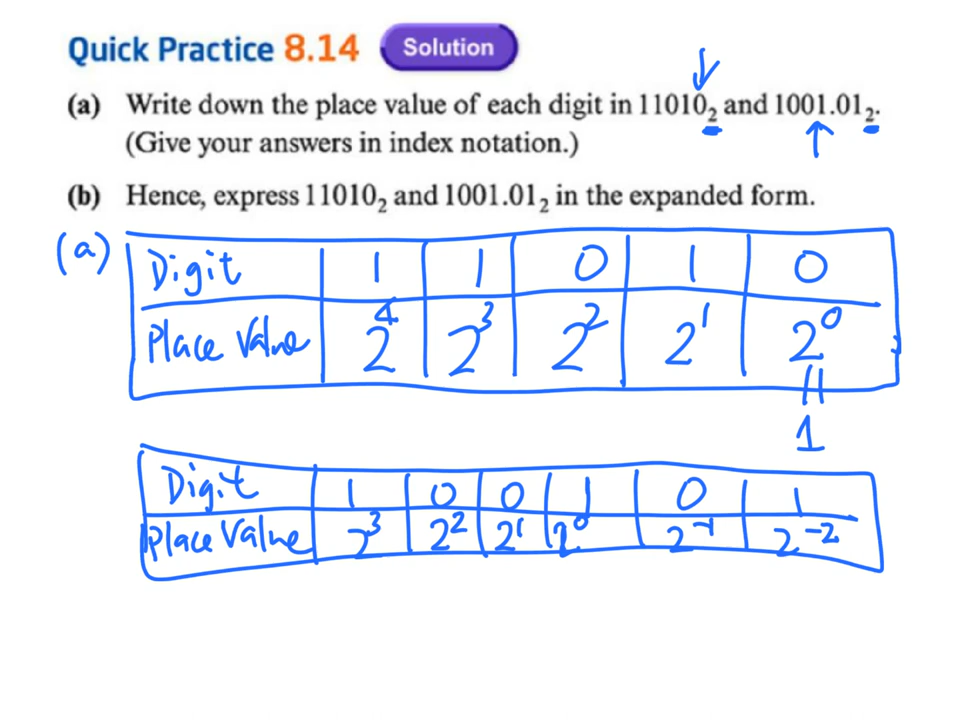 Quick Practice 8.14 Solution
(a) Write down the place value of each digit in 11010₂ and 1001.01₂.
(Give your answers in index notation.)
(b) Hence, express 11010₂ and 1001.01₂ in the expanded form.
(a) Digit 1 1 0 1 0
Place Value 2⁴ 2³ 2² 2¹ 2⁰
=
1
Digit 1 0 0 1 0 1
Place Value 2³ 2² 2¹ 2⁰ 2⁻¹ 2⁻²